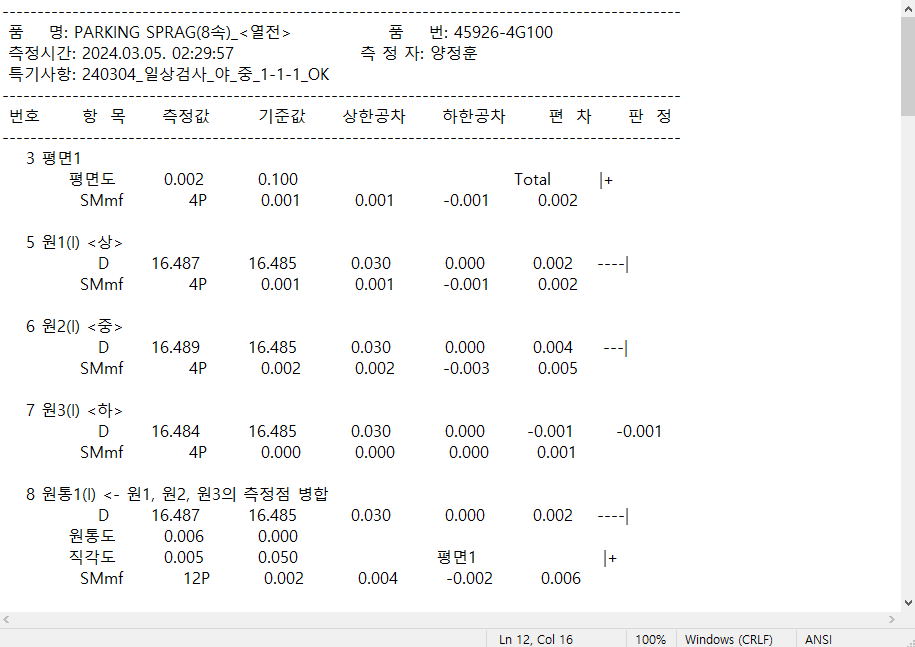 --------------------------------------------------------------------------------
품 명: PARKING SPRAG(8속)_<열전> 품 번: 45926-4G100
측정시간: 2024.03.05. 02:29:57 측 정 자: 양정훈
특기사항: 240304_일상검사_야_중_1-1-1_OK
--------------------------------------------------------------------------------
번호 항 목 측정값 기준값 상한공차 하한공차 편 차 판 정
--------------------------------------------------------------------------------
3 평면1
평면도 0.002 0.100 Total |+
SMmf 4P 0.001 0.001 -0.001 0.002
5 원1(I) <상>
D 16.487 16.485 0.030 0.000 0.002 ----|
SMmf 4P 0.001 0.001 -0.001 0.002
6 원2(I) <중>
D 16.489 16.485 0.030 0.000 0.004 ---|
SMmf 4P 0.002 0.002 -0.003 0.005
7 원3(I) <하>
D 16.484 16.485 0.030 0.000 -0.001 -0.001
SMmf 4P 0.000 0.000 0.000 0.001
8 원통1(I) <- 원1, 원2, 원3의 측정점 병합
D 16.487 16.485 0.030 0.000 0.002 ----|
원통도 0.006 0.000
직각도 0.005 0.050 평면1 |+
SMmf 12P 0.002 0.004 -0.002 0.006
Ln 12, Col 16 100% Windows (CRLF) ANSI